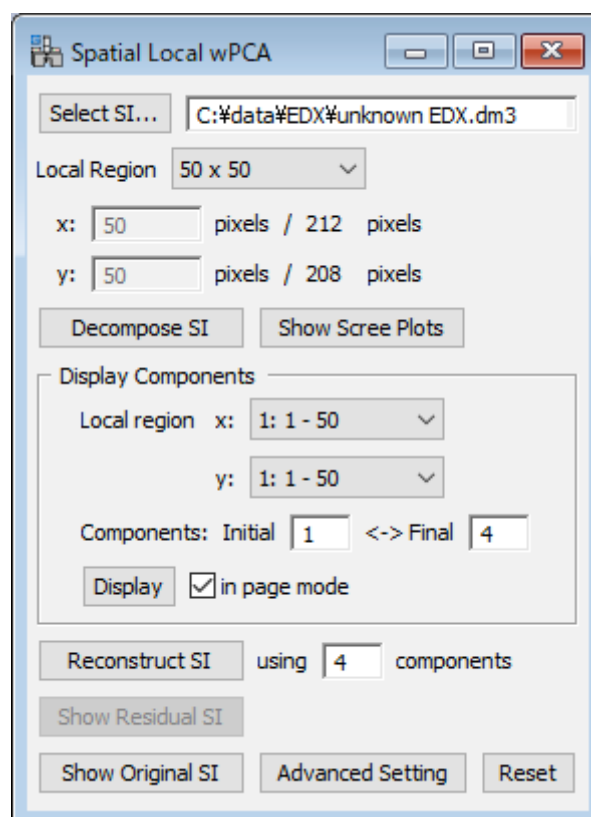 Spatial Local wPCA
Select SI... C:¥data¥EDX¥unknown EDX.dm3
Local Region 50 x 50
x: 50 pixels / 212 pixels
y: 50 pixels / 208 pixels
Decompose SI Show Scree Plots
Display Components
Local region x: 1: 1 - 50
y: 1: 1 - 50
Components: Initial 1 <-> Final 4
Display in page mode
Reconstruct SI using 4 components
Show Residual SI
Show Original SI Advanced Setting Reset